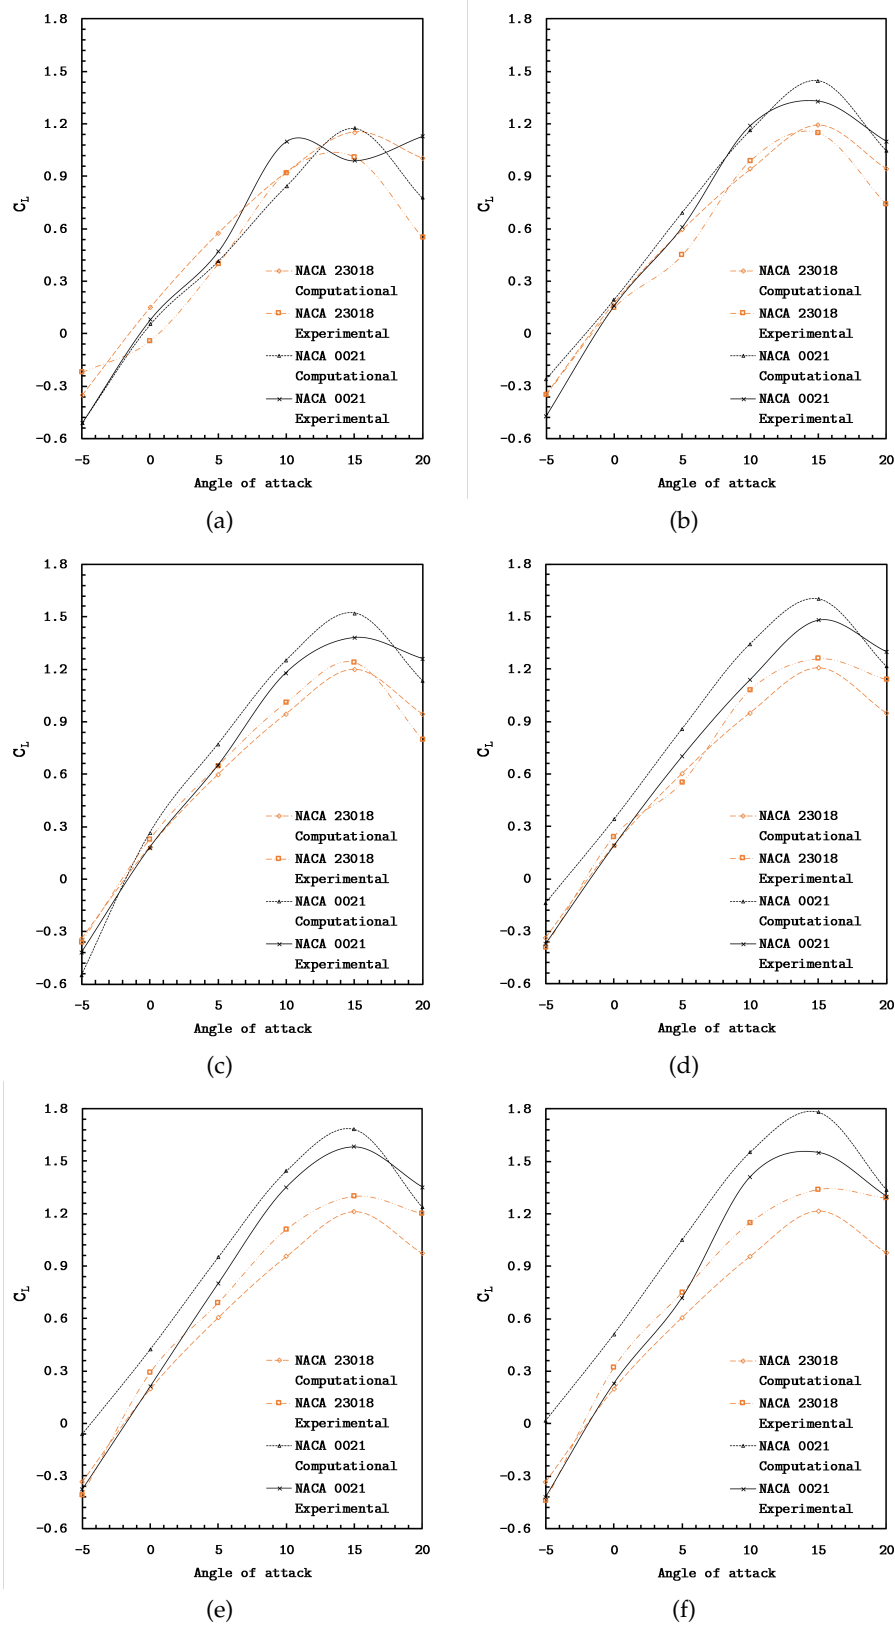 1.8
1.5
1.2
0.9
0.6
0.3
0
-0.3
-0.6
C_L
NACA 23018
Computational
NACA 23018
Experimental
NACA 0021
Computational
NACA 0021
Experimental
-5 0 5 10 15 20
Angle of attack
(a)
1.8
1.5
1.2
0.9
0.6
0.3
0
-0.3
-0.6
C_L
NACA 23018
Computational
NACA 23018
Experimental
NACA 0021
Computational
NACA 0021
Experimental
-5 0 5 10 15 20
Angle of attack
(b)
1.8
1.5
1.2
0.9
0.6
0.3
0
-0.3
-0.6
C_L
NACA 23018
Computational
NACA 23018
Experimental
NACA 0021
Computational
NACA 0021
Experimental
-5 0 5 10 15 20
Angle of attack
(c)
1.8
1.5
1.2
0.9
0.6
0.3
0
-0.3
-0.6
C_L
NACA 23018
Computational
NACA 23018
Experimental
NACA 0021
Computational
NACA 0021
Experimental
-5 0 5 10 15 20
Angle of attack
(d)
1.8
1.5
1.2
0.9
0.6
0.3
0
-0.3
-0.6
C_L
NACA 23018
Computational
NACA 23018
Experimental
NACA 0021
Computational
NACA 0021
Experimental
-5 0 5 10 15 20
Angle of attack
(e)
1.8
1.5
1.2
0.9
0.6
0.3
0
-0.3
-0.6
C_L
NACA 23018
Computational
NACA 23018
Experimental
NACA 0021
Computational
NACA 0021
Experimental
-5 0 5 10 15 20
Angle of attack
(f)